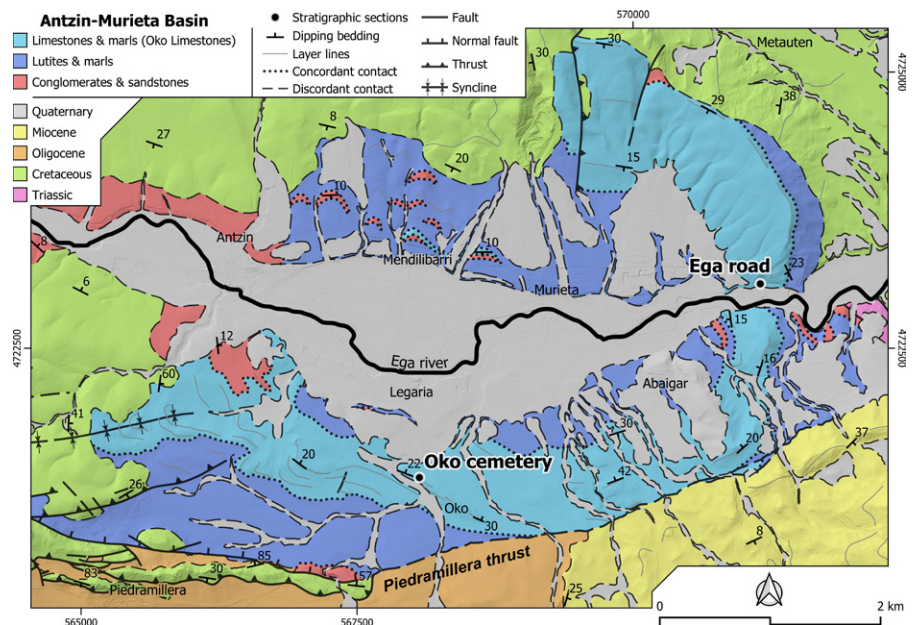 Antzin-Murieta Basin
Limestones & marls (Oko Limestones)
Lutites & marls
Conglomerates & sandstones
Quaternary
Miocene
Oligocene
Cretaceous
Triassic
Stratigraphic sections
Dipping bedding
Layer lines
Concordant contact
Discordant contact
Fault
Normal fault
Thrust
Syncline
570000
Metauten
4725000
30
30
29
38
27
8
20
15
10
Antzin
Mendilibarri
10
Murieta
23
Ega road
8
6
15
4722500
12
Ega river
4722500
60
Legaria
Abaigar
16
41
30
37
20
22
Oko cemetery
20
42
26
Oko
30
85
8
83
30
57
Piedramillera thrust
Piedramillera
25
565000
567500
0
2 km